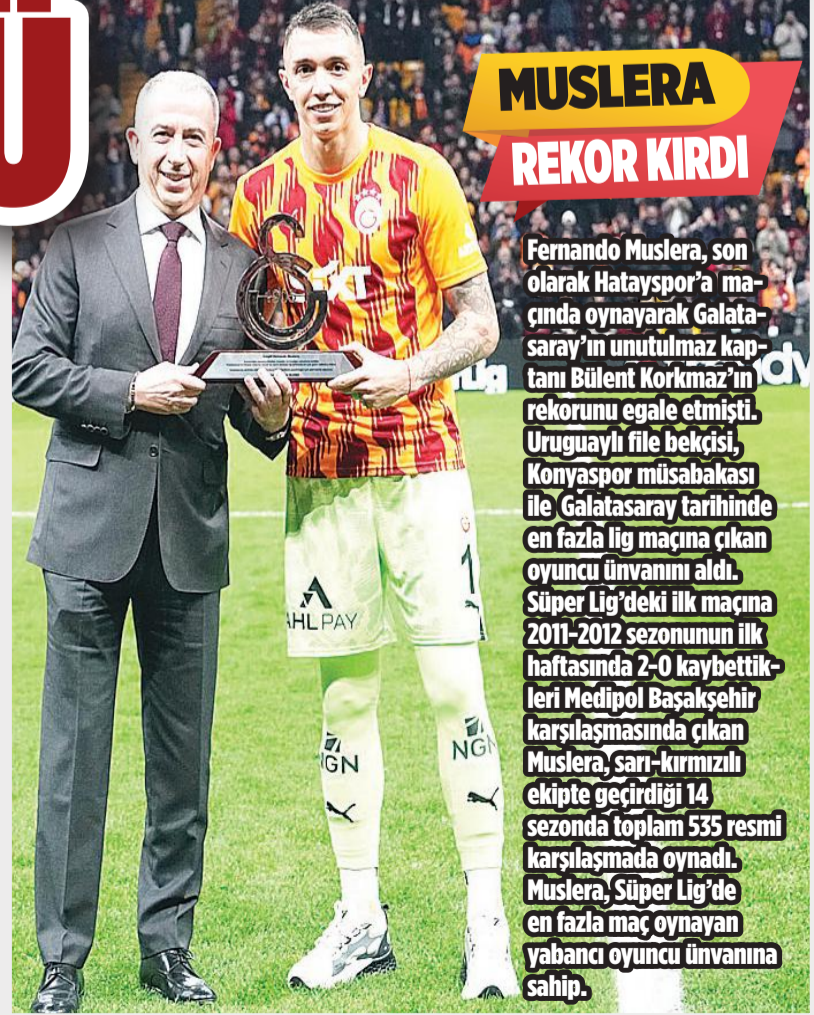 Ü
MUSLERA
REKOR KIRDI
Fernando Muslera, son
olarak Hatayspor'a ma-
çında oynayarak Galata-
saray'ın unutulmaz kap-
tanı Bülent Korkmaz'ın
rekorunu egale etmişti.
Uruguaylı file bekçisi,
Konyaspor müsabakası
ile Galatasaray tarihinde
en fazla lig maçına çıkan
oyuncu ünvanını aldı.
Süper Lig'deki ilk maçına
2011-2012 sezonunun ilk
haftasında 2-0 kaybettik-
leri Medipol Başakşehir
karşılaşmasında çıkan
Muslera, sarı-kırmızılı
ekipte geçirdiği 14
sezonda toplam 535 resmi
karşılaşmada oynadı.
Muslera, Süper Lig'de
en fazla maç oynayan
yabancı oyuncu ünvanına
sahip.
1
AHL PAY
NGN
NGN